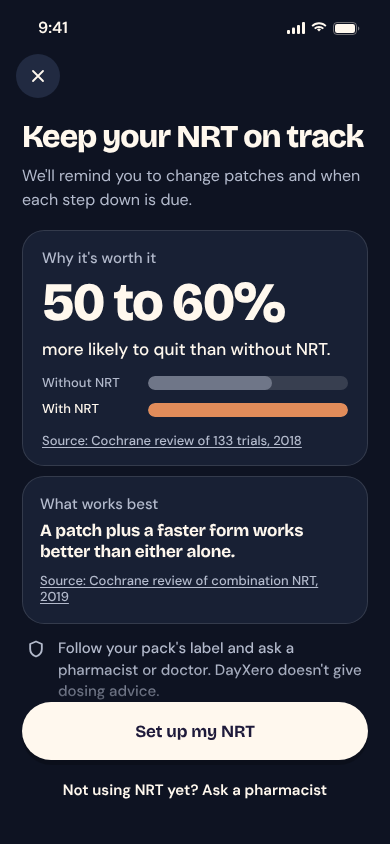 9:41
Keep your NRT on track
We'll remind you to change patches and when
each step down is due.
Why it's worth it
50 to 60%
more likely to quit than without NRT.
Without NRT
With NRT
Source: Cochrane review of 133 trials, 2018
What works best
A patch plus a faster form works
better than either alone.
Source: Cochrane review of combination NRT,
2019
Follow your pack's label and ask a
pharmacist or doctor. DayXero doesn't give
dosing advice.
Set up my NRT
Not using NRT yet? Ask a pharmacist